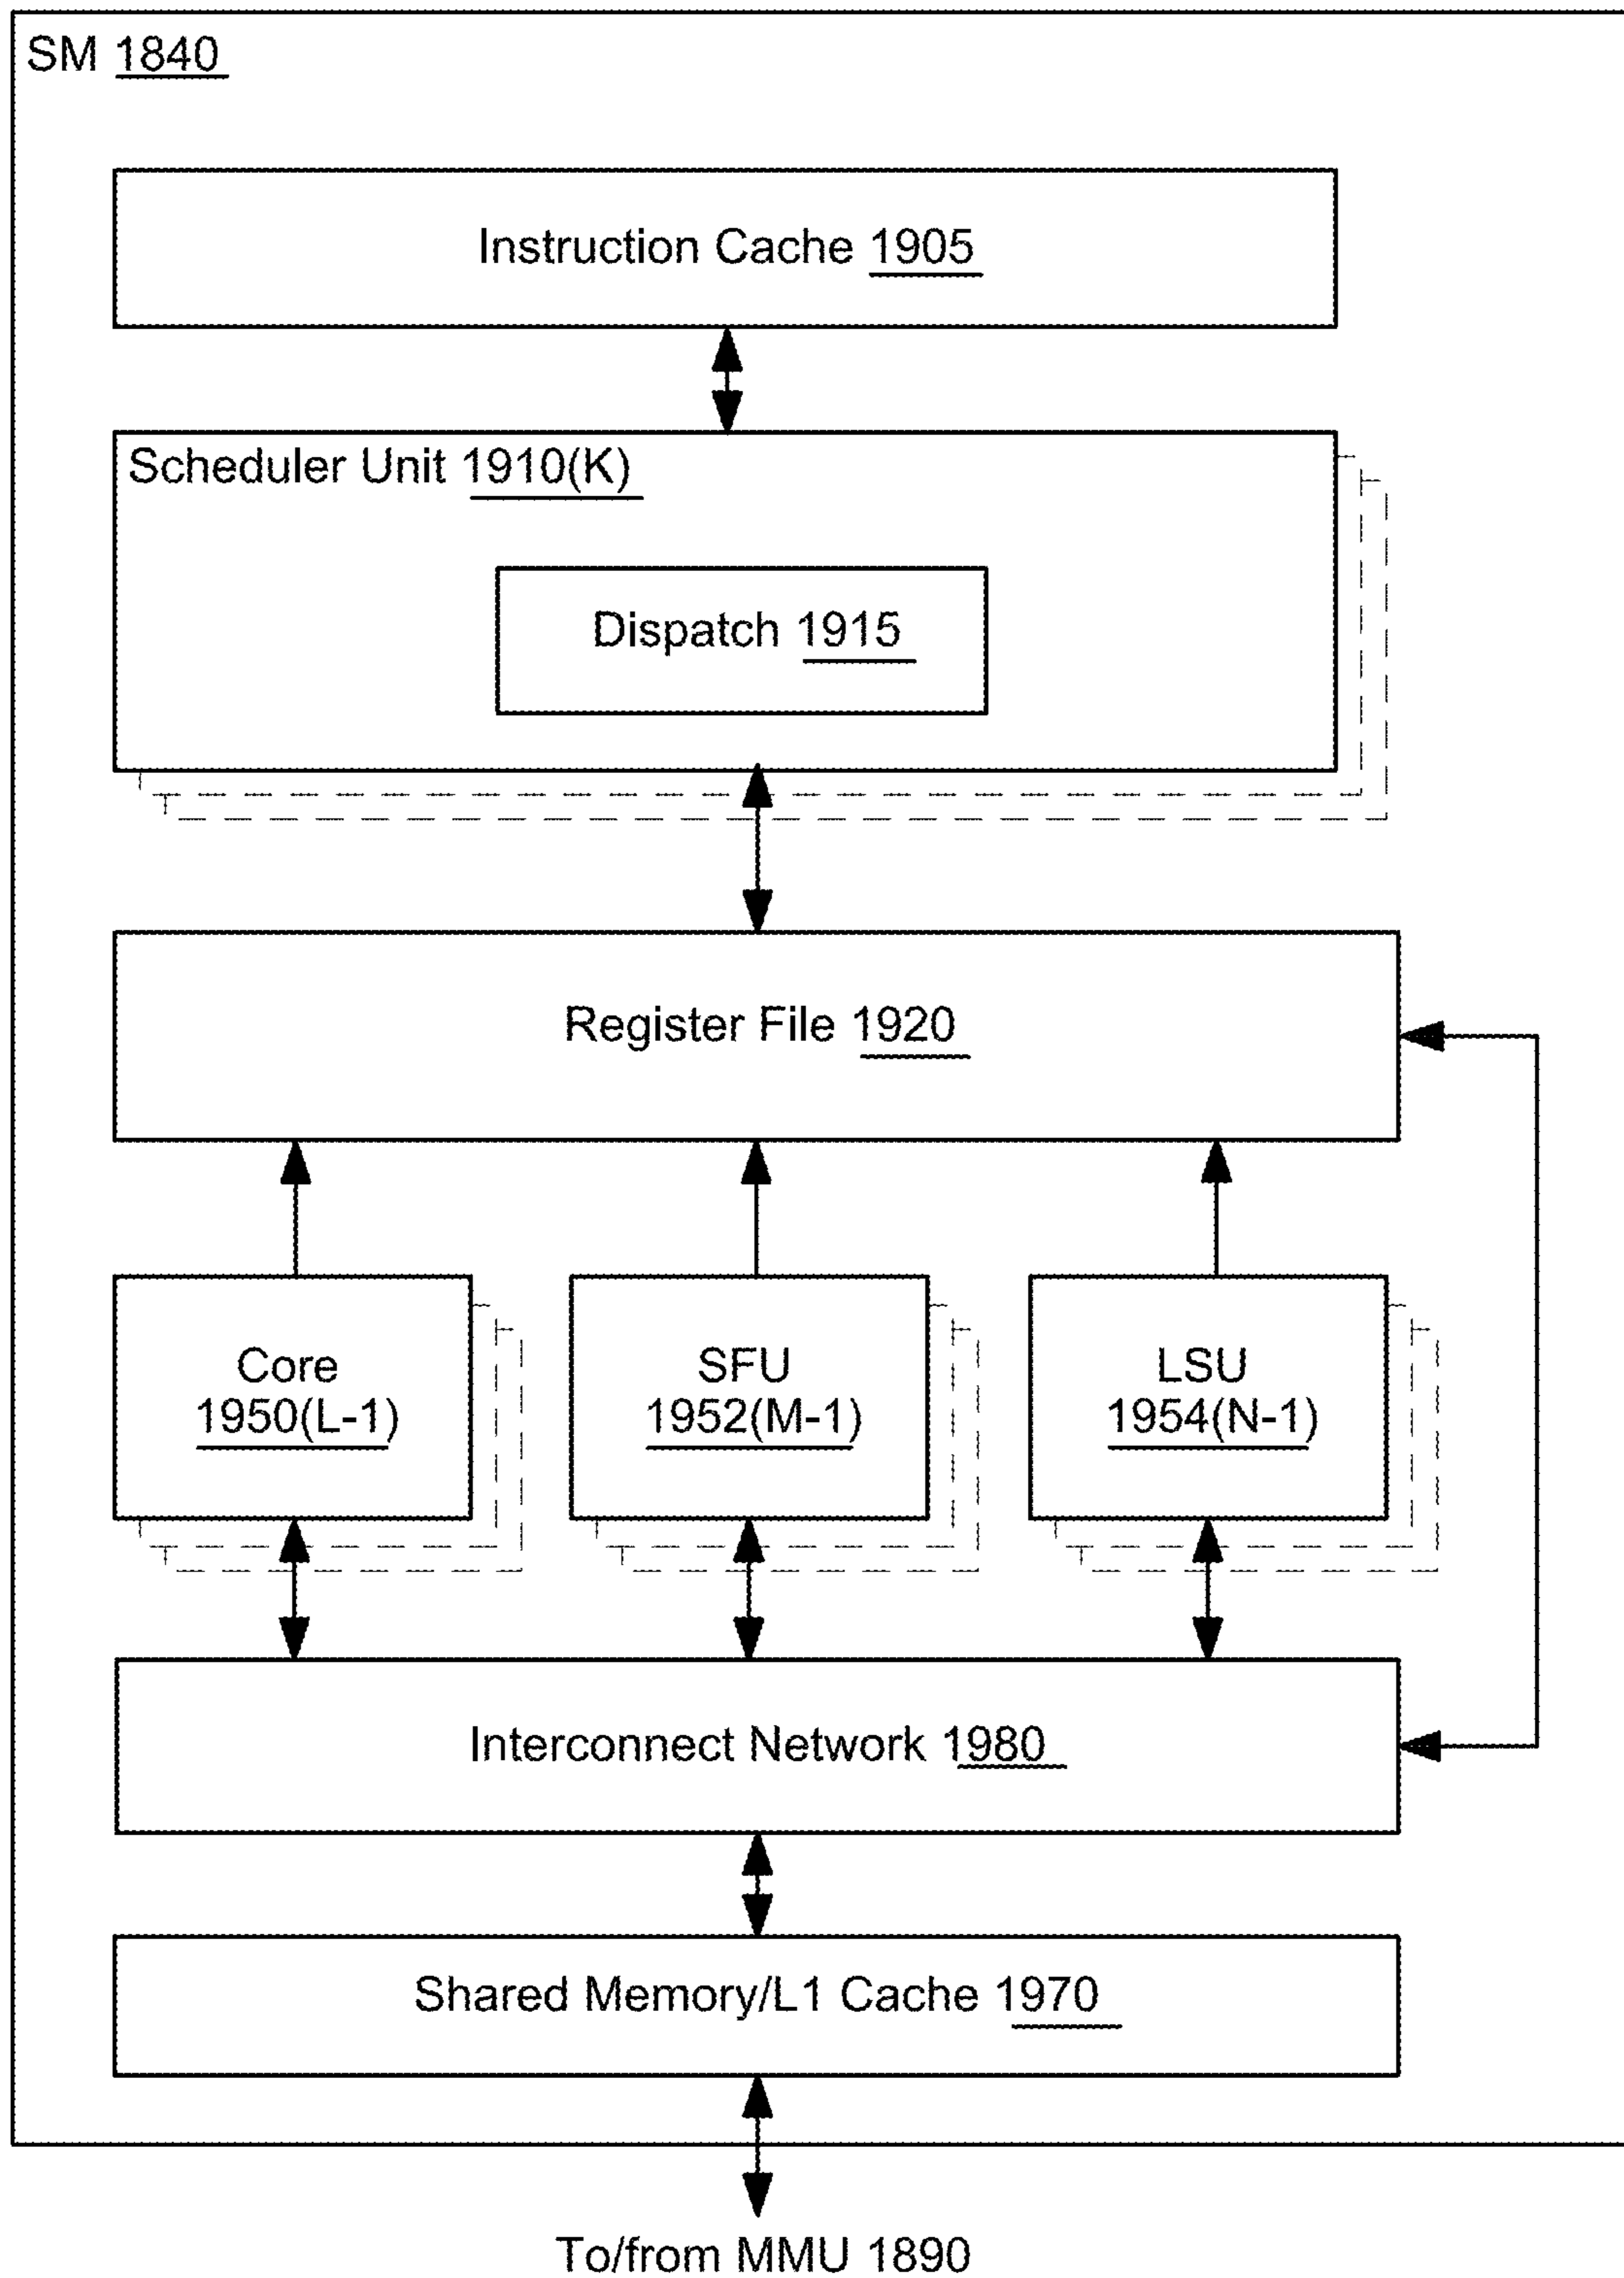 SM 1840
Instruction Cache 1905
Scheduler Unit 1910(K)
Dispatch 1915
Register File 1920
Core
1950(L-1)
SFU
1952(M-1)
LSU
1954(N-1)
Interconnect Network 1980
Shared Memory/L1 Cache 1970
To/from MMU 1890